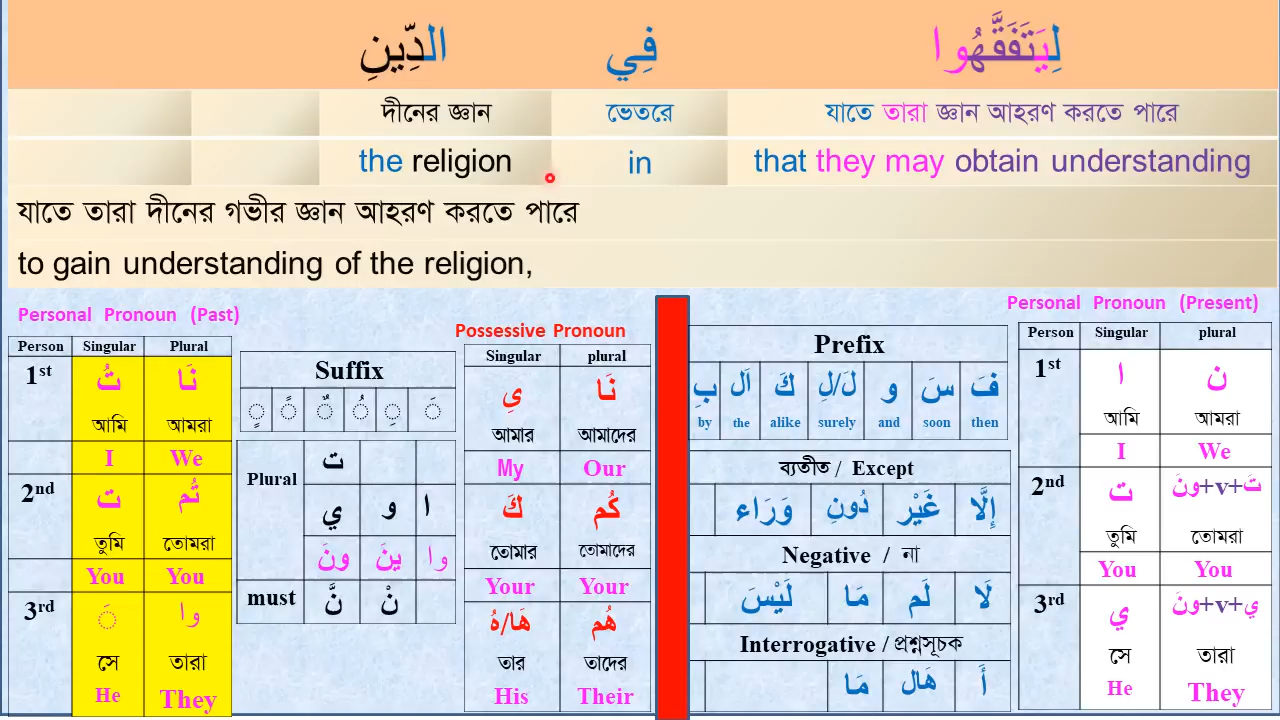 لِيَتَفَقَّهُوا فِي الدِّينِ
দীনের জ্ঞান ভেতরে যাতে তারা জ্ঞান আহরণ করতে পারে
the religion in that they may obtain understanding
যাতে তারা দীনের গভীর জ্ঞান আহরণ করতে পারে
to gain understanding of the religion,
Personal Pronoun (Past)
Person Singular Plural
1st تُ نَا
আমি আমরা
I We
2nd ت تُم
তুমি তোমরা
You You
3rd َ وا
সে তারা
He They
Suffix
ٍ ً ٌ ُ ِ َ
Plural ت
ي و ا
ونَ ينَ وا
must نَّ نْ
Possessive Pronoun
Singular plural
يِ نَا
আমার আমাদের
My Our
كَ كُم
তোমার তোমাদের
Your Your
هَا/هُ هُم
তার তাদের
His Their
Prefix
بِ اَل كَ لَ/لِ و سَ فَ
by the alike surely and soon then
ব্যতীত / Except
وَرَاء دُونِ غَيْر إِلَّا
Negative / না
لَيْسَ مَا لَم لَا
Interrogative / প্রশ্নসূচক
مَا هَال أَ
Personal Pronoun (Present)
Person Singular plural
1st ا ن
আমি আমরা
I We
2nd ت تَ+v+ونَ
তুমি তোমরা
You You
3rd ي ي+v+ونَ
সে তারা
He They